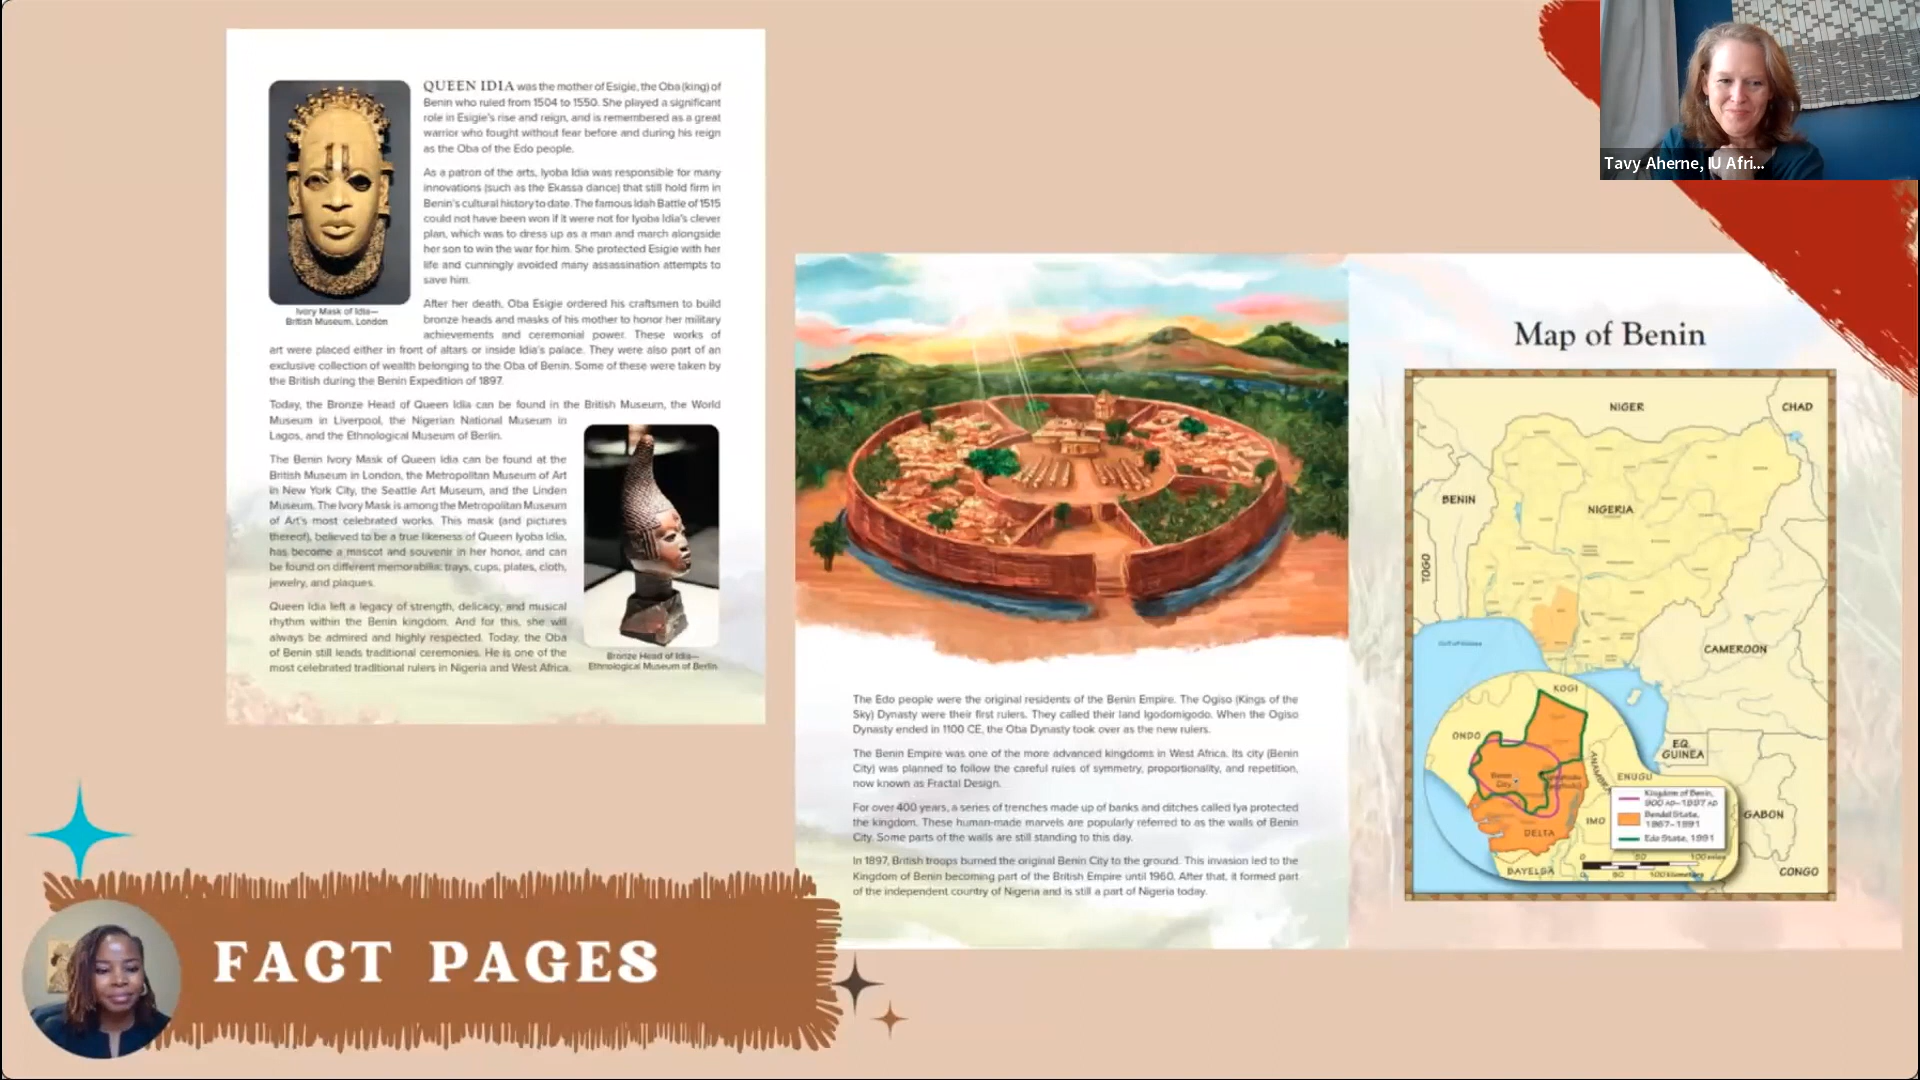 QUEEN IDIA was the mother of Esigie, the Oba (king) of
Benin who ruled from 1504 to 1550. She played a significant
role in Esigie's rise and reign, and is remembered as a great
warrior who fought without fear before and during his reign
as the Oba of the Edo people.
As a patron of the arts, Iyoba Idia was responsible for many
innovations (such as the Ekassa dance) that still hold firm in
Benin's cultural history to date. The famous Idah Battle of 1515
could not have been won if it were not for Iyoba Idia's clever
plan, which was to dress up as a man and march alongside
her son to win the war for him. She protected Esigie with her
life and cunningly avoided many assassination attempts to
save him.
Ivory Mask of Idia—
British Museum, London
After her death, Oba Esigie ordered his craftsmen to build
bronze heads and masks of his mother to honor her military
achievements and ceremonial power. These works of
art were placed either in front of altars or inside Idia's palace. They were also part of an
exclusive collection of wealth belonging to the Oba of Benin. Some of these were taken by
the British during the Benin Expedition of 1897.
Today, the Bronze Head of Queen Idia can be found in the British Museum, the World
Museum in Liverpool, the Nigerian National Museum in
Lagos, and the Ethnological Museum of Berlin.
The Benin Ivory Mask of Queen Idia can be found at the
British Museum in London, the Metropolitan Museum of Art
in New York City, the Seattle Art Museum, and the Linden
Museum. The Ivory Mask is among the Metropolitan Museum
of Art's most celebrated works. This mask (and pictures
thereof), believed to be a true likeness of Queen Iyoba Idia,
has become a mascot and souvenir in her honor, and can
be found on different memorabilia: trays, cups, plates, cloth,
jewelry, and plaques.
Queen Idia left a legacy of strength, delicacy, and musical
rhythm within the Benin kingdom. And for this, she will
always be admired and highly respected. Today, the Oba
of Benin still leads traditional ceremonies. He is one of the
most celebrated traditional rulers in Nigeria and West Africa.
Bronze Head of Idia—
Ethnological Museum of Berlin
The Edo people were the original residents of the Benin Empire. The Ogiso (Kings of the
Sky) Dynasty were their first rulers. They called their land Igodomigodo. When the Ogiso
Dynasty ended in 1100 CE, the Oba Dynasty took over as the new rulers.
The Benin Empire was one of the more advanced kingdoms in West Africa. Its city (Benin
City) was planned to follow the careful rules of symmetry, proportionality, and repetition,
now known as Fractal Design.
For over 400 years, a series of trenches made up of banks and ditches called Iya protected
the kingdom. These human-made marvels are popularly referred to as the walls of Benin
City. Some parts of the walls are still standing to this day.
In 1897, British troops burned the original Benin City to the ground. This invasion led to the
Kingdom of Benin becoming part of the British Empire until 1960. After that, it formed part
of the independent country of Nigeria and is still a part of Nigeria today.
Map of Benin
NIGER
CHAD
BENIN
NIGERIA
TOGO
CAMEROON
KOGI
ONDO
EQ.
GUINEA
ANAMBRA
ENUGU
Benin
City
Kingdom of Benin,
900 AD–1897 AD
Bendel State,
1967–1991
Edo State, 1991
GABON
IMO
DELTA
0 50 100 miles
0 50 100 kilometers
BAYELSA
CONGO
Tavy Aherne, IU Afri...
FACT PAGES